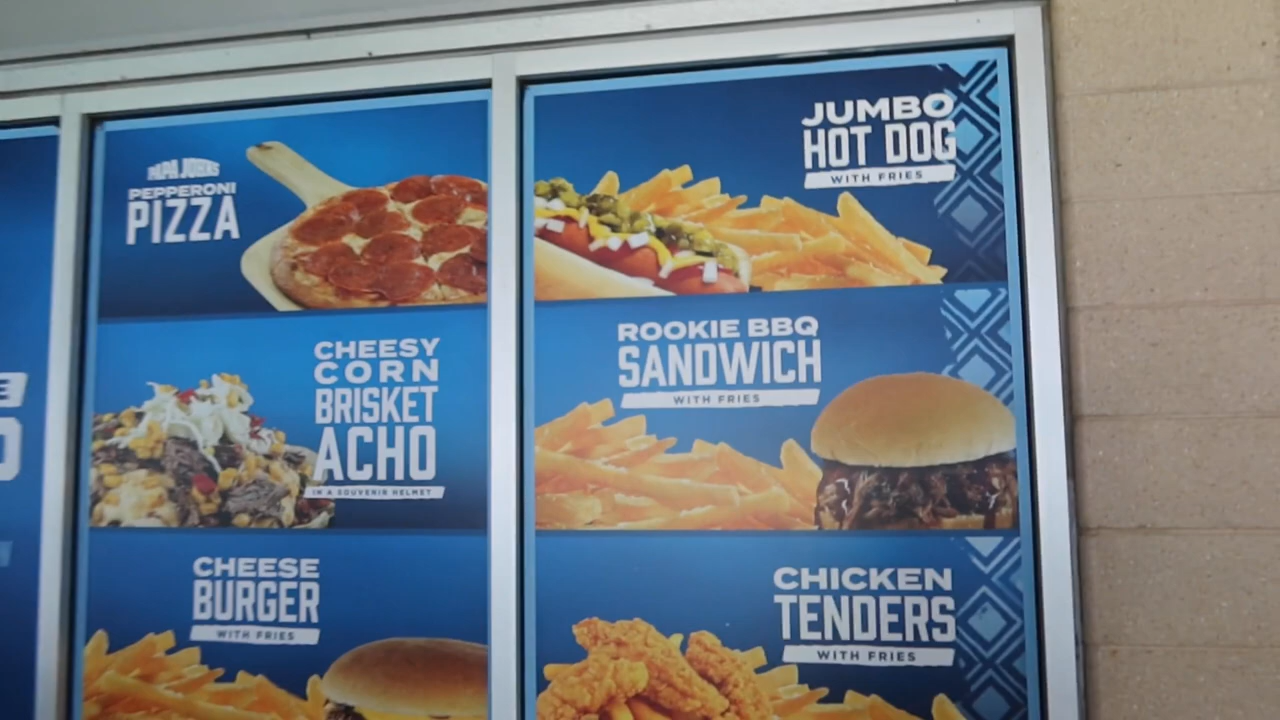 PAPA JOHNS
PEPPERONI
PIZZA
CHEESY
CORN
BRISKET
ACHO
IN A SOUVENIR HELMET
CHEESE
BURGER
WITH FRIES
JUMBO
HOT DOG
WITH FRIES
ROOKIE BBQ
SANDWICH
WITH FRIES
CHICKEN
TENDERS
WITH FRIES